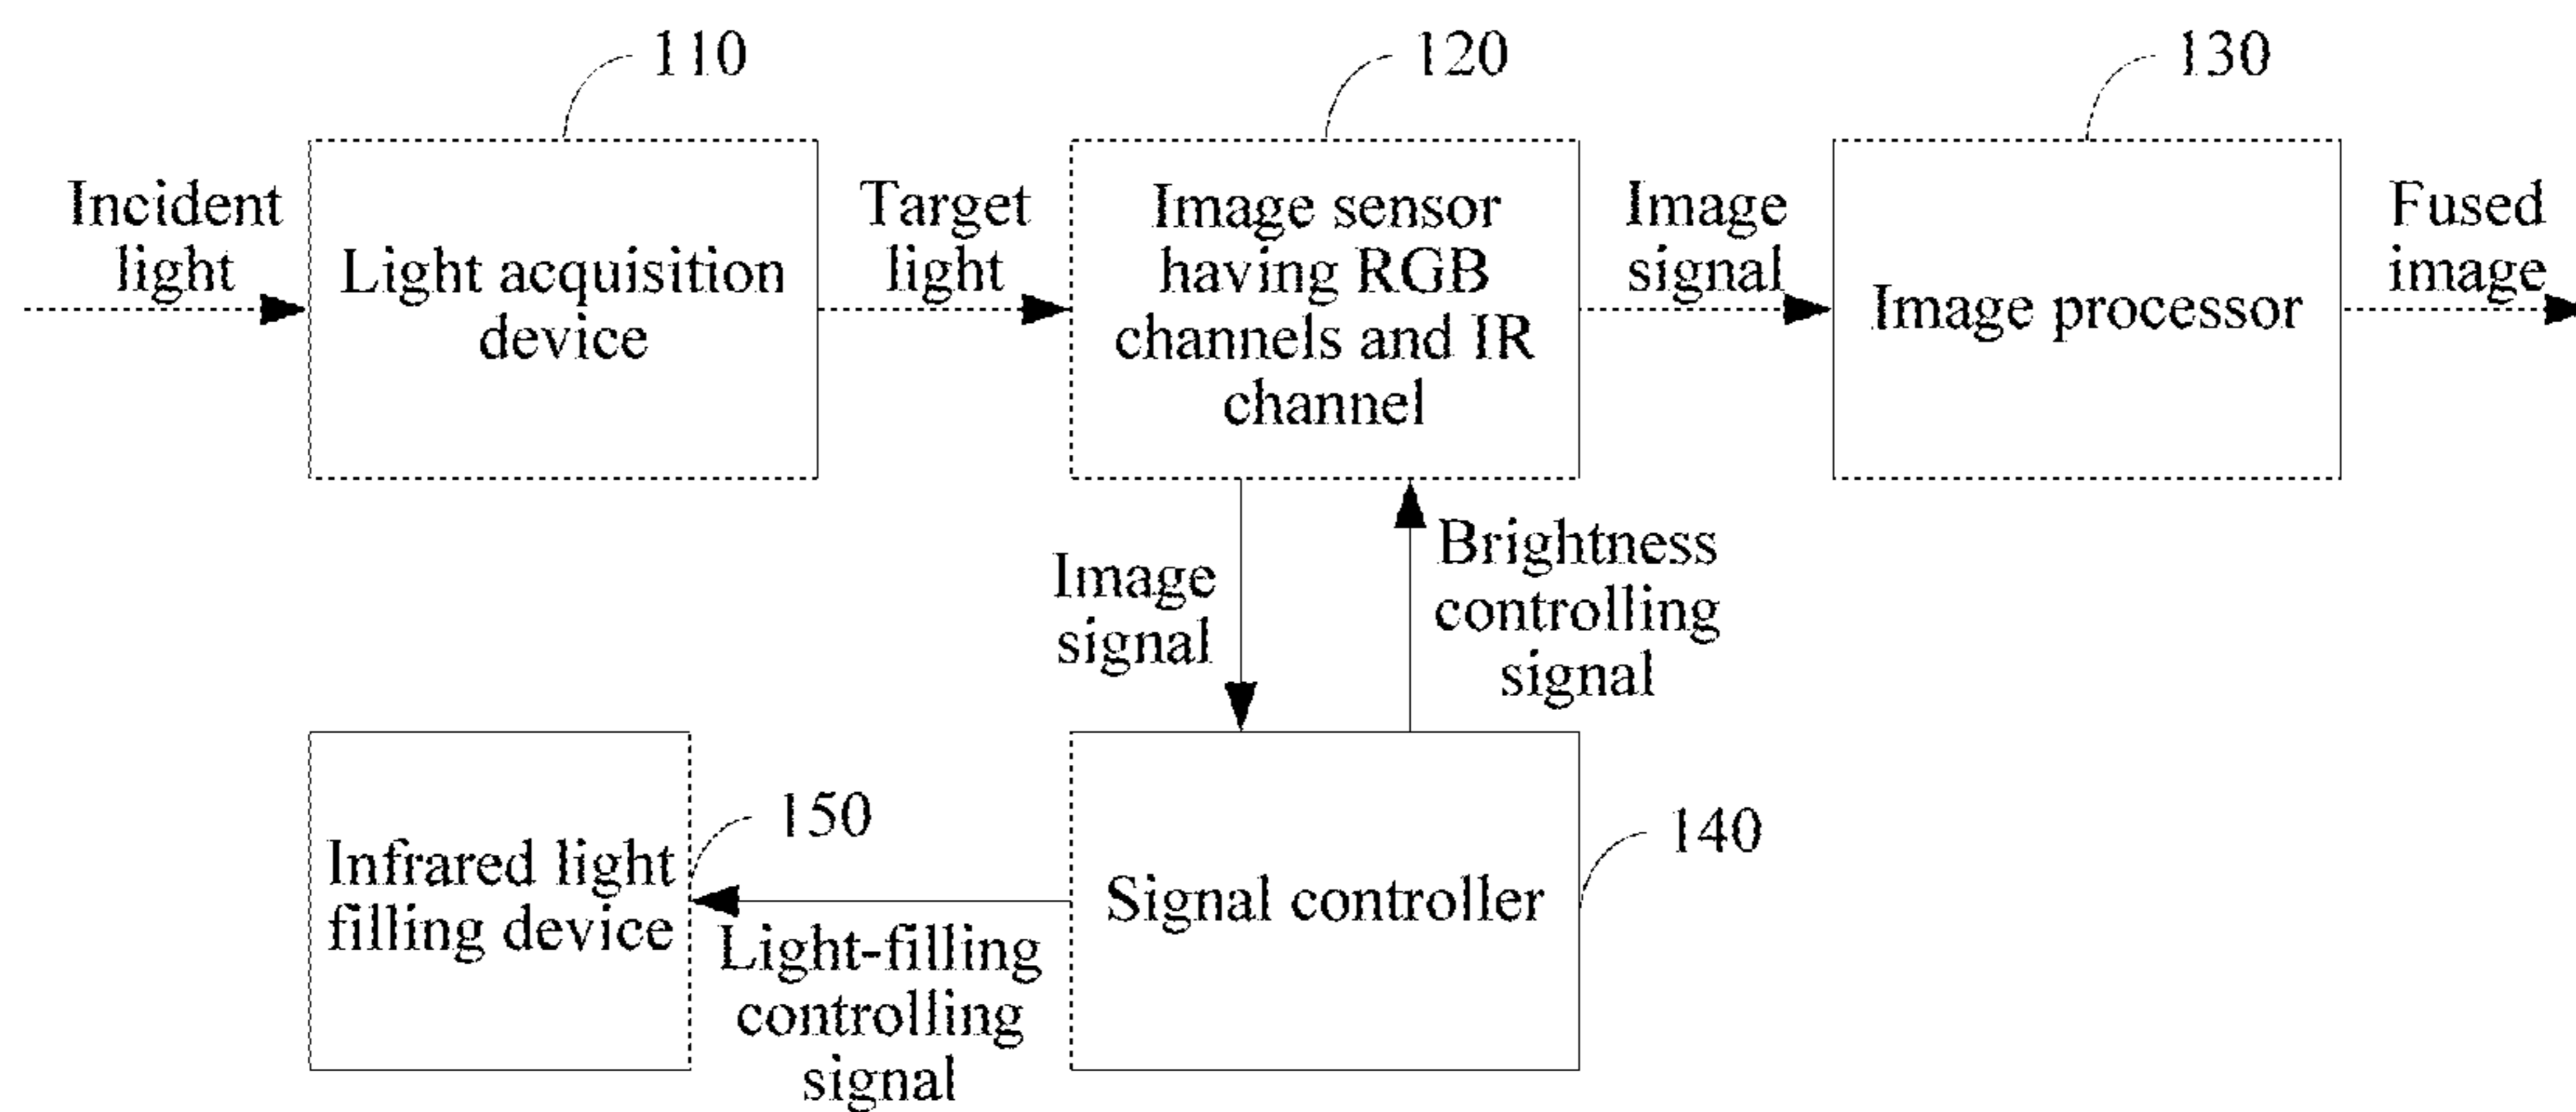 110
120
130
Incident
light
Light acquisition
device
Target
light
Image sensor
having RGB
channels and IR
channel
Image
signal
Image processor
Fused
image
Image
signal
Brightness
controlling
signal
Infrared light
filling device
150
Light-filling
controlling
signal
Signal controller
140